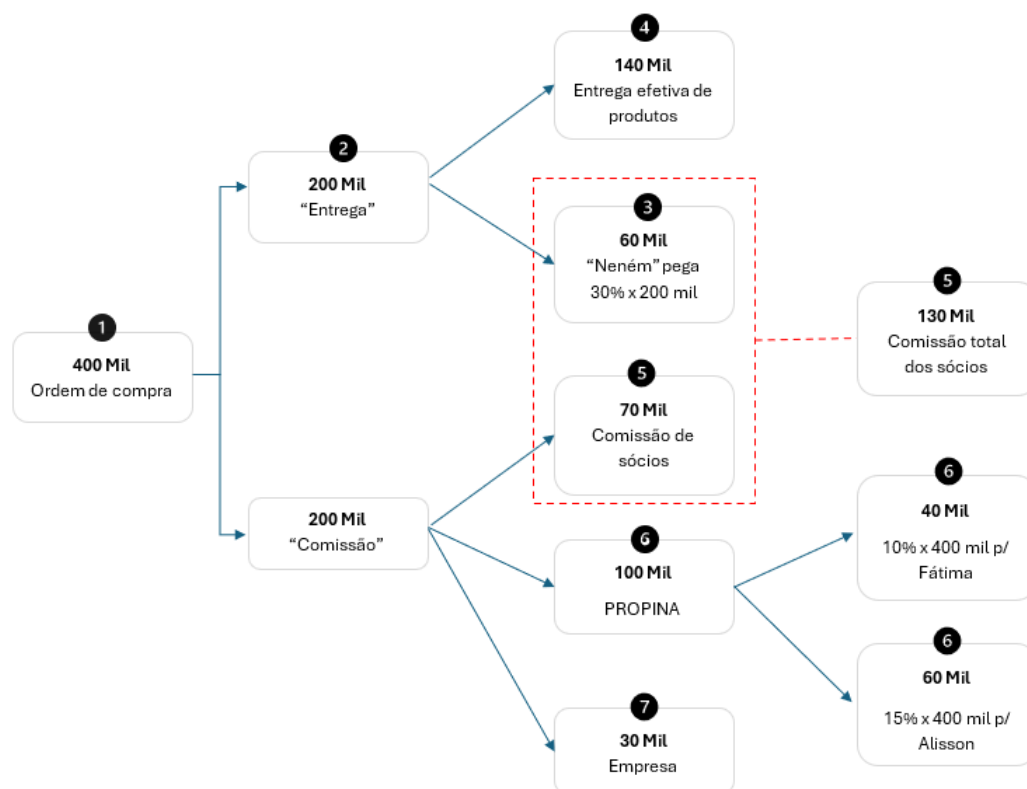 4
140 Mil
Entrega efetiva de
produtos
2
200 Mil
“Entrega”
3
60 Mil
“Neném” pega
30% x 200 mil
5
130 Mil
Comissão total
dos sócios
1
400 Mil
Ordem de compra
5
70 Mil
Comissão de
sócios
6
40 Mil
10% x 400 mil p/
Fátima
200 Mil
“Comissão”
6
100 Mil
PROPINA
6
60 Mil
15% x 400 mil p/
Alisson
7
30 Mil
Empresa